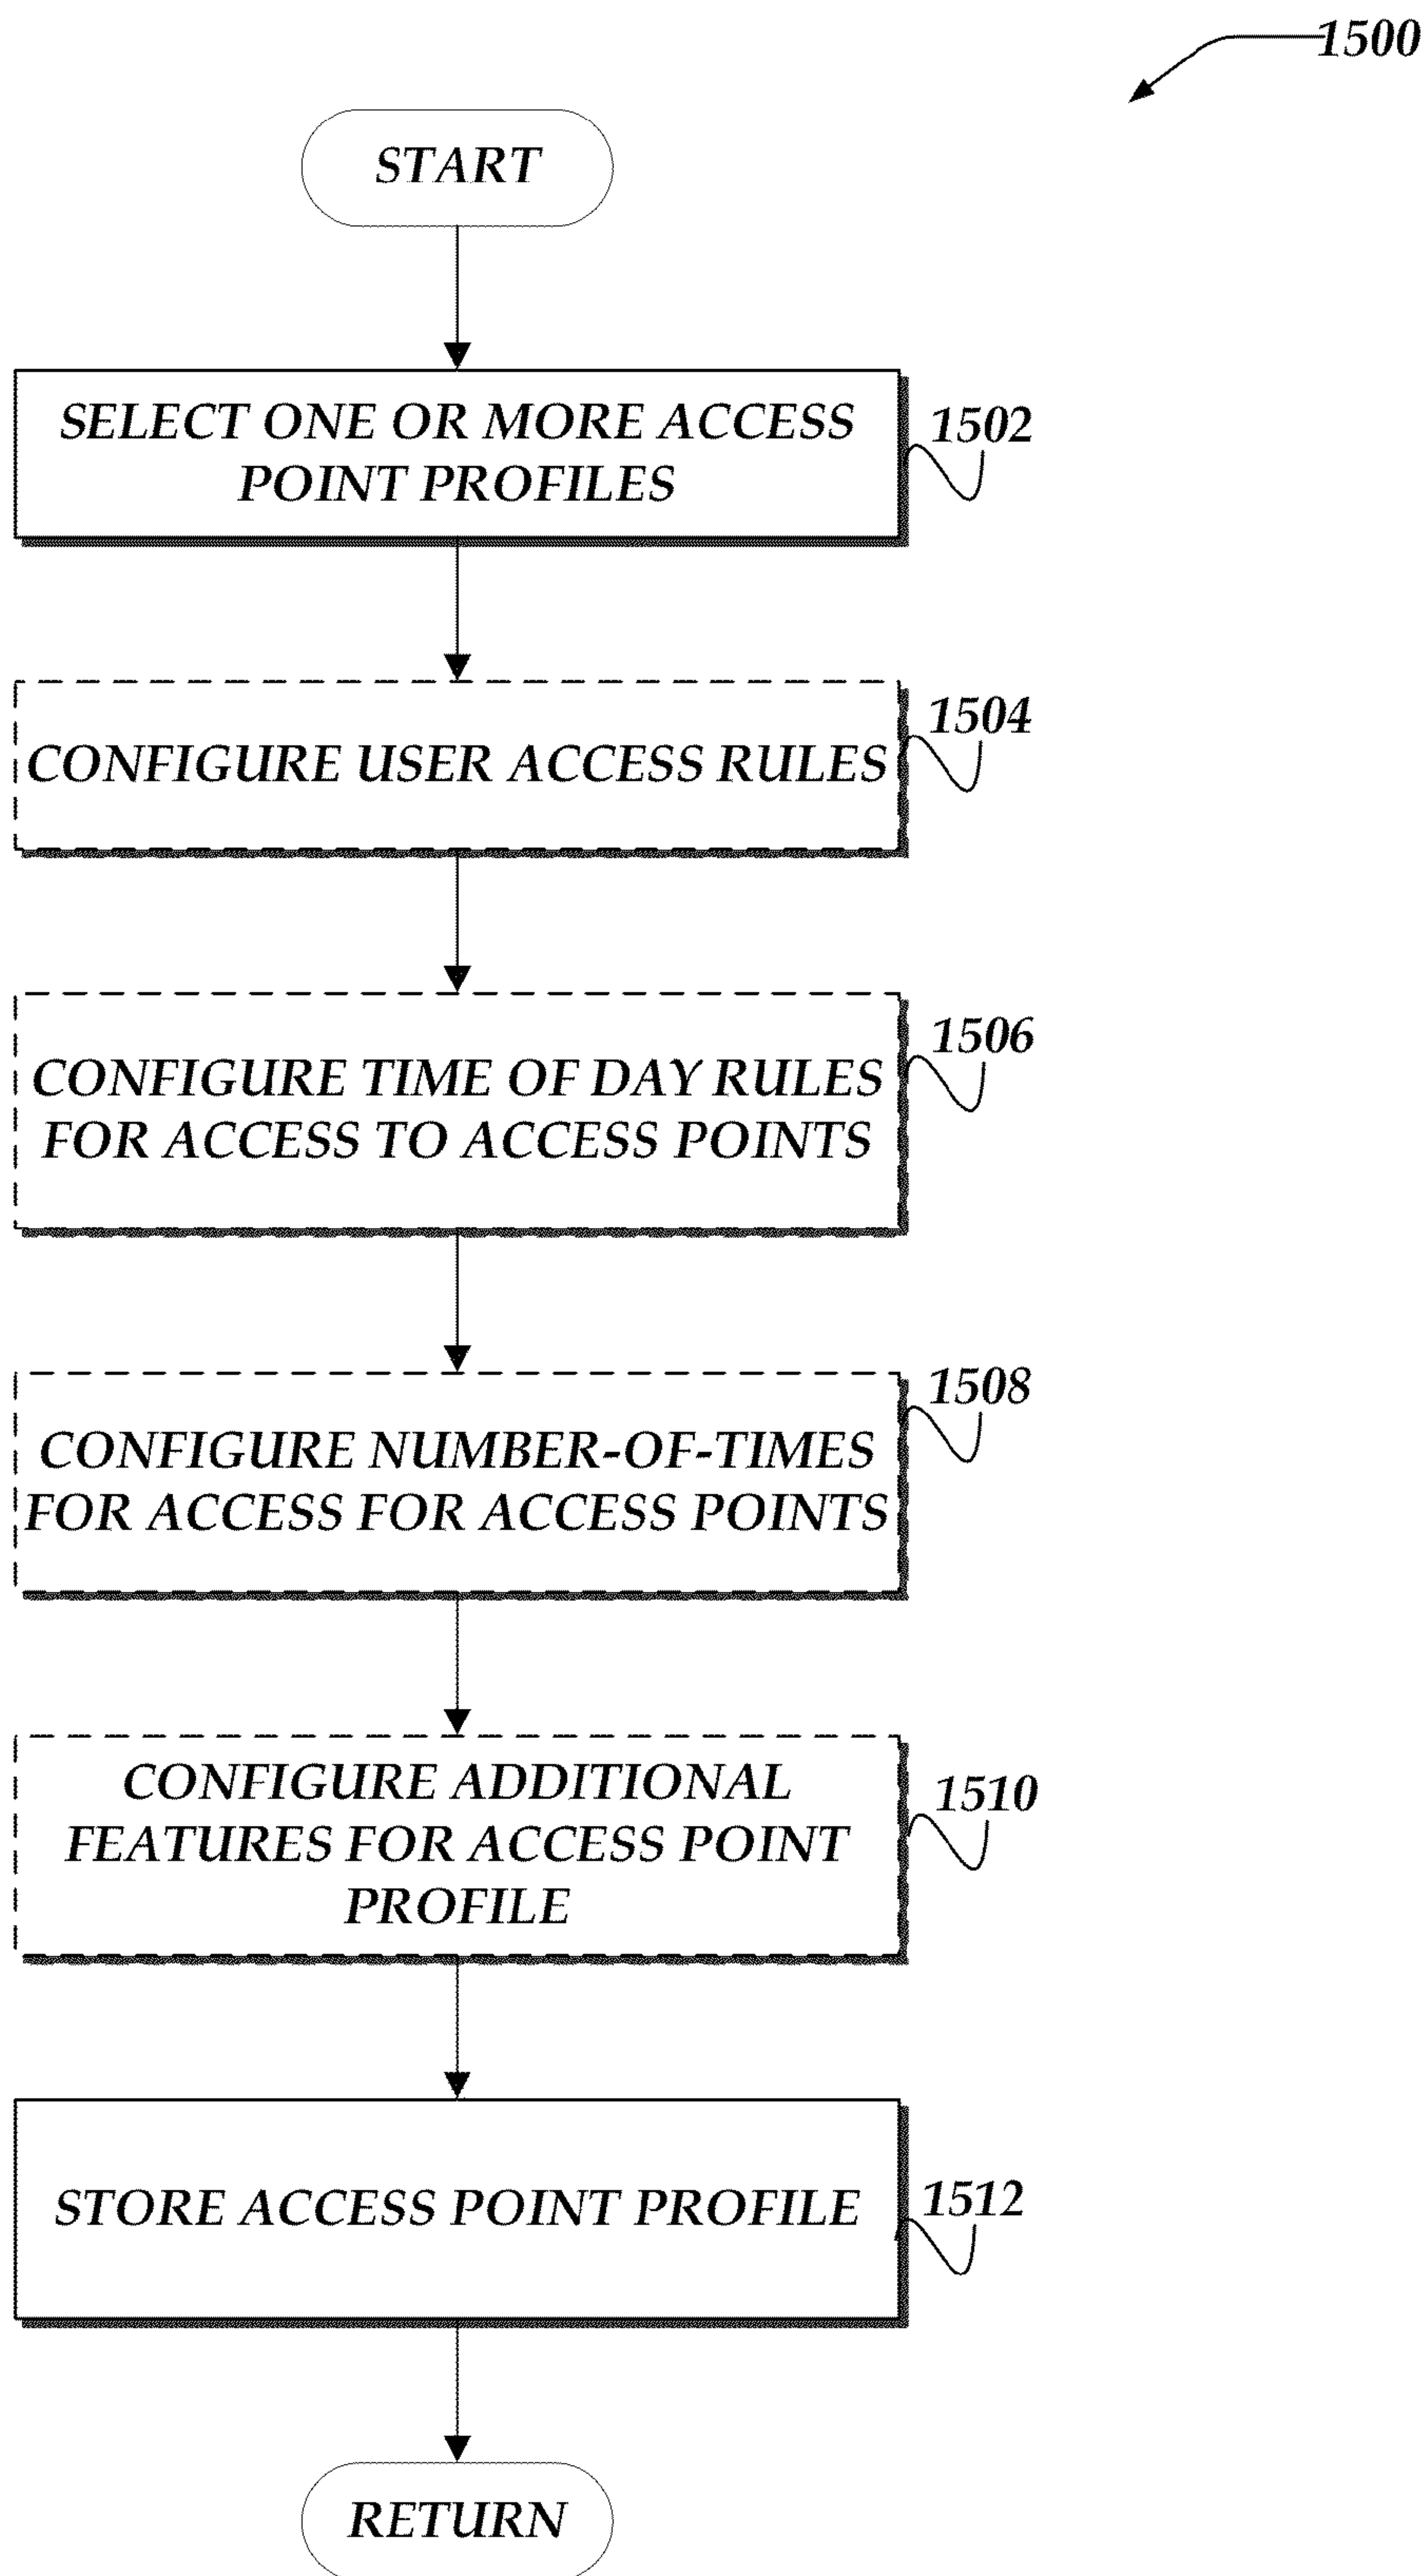 1500
START
SELECT ONE OR MORE ACCESS
POINT PROFILES
1502
CONFIGURE USER ACCESS RULES
1504
CONFIGURE TIME OF DAY RULES
FOR ACCESS TO ACCESS POINTS
1506
CONFIGURE NUMBER-OF-TIMES
FOR ACCESS FOR ACCESS POINTS
1508
CONFIGURE ADDITIONAL
FEATURES FOR ACCESS POINT
PROFILE
1510
STORE ACCESS POINT PROFILE
1512
RETURN